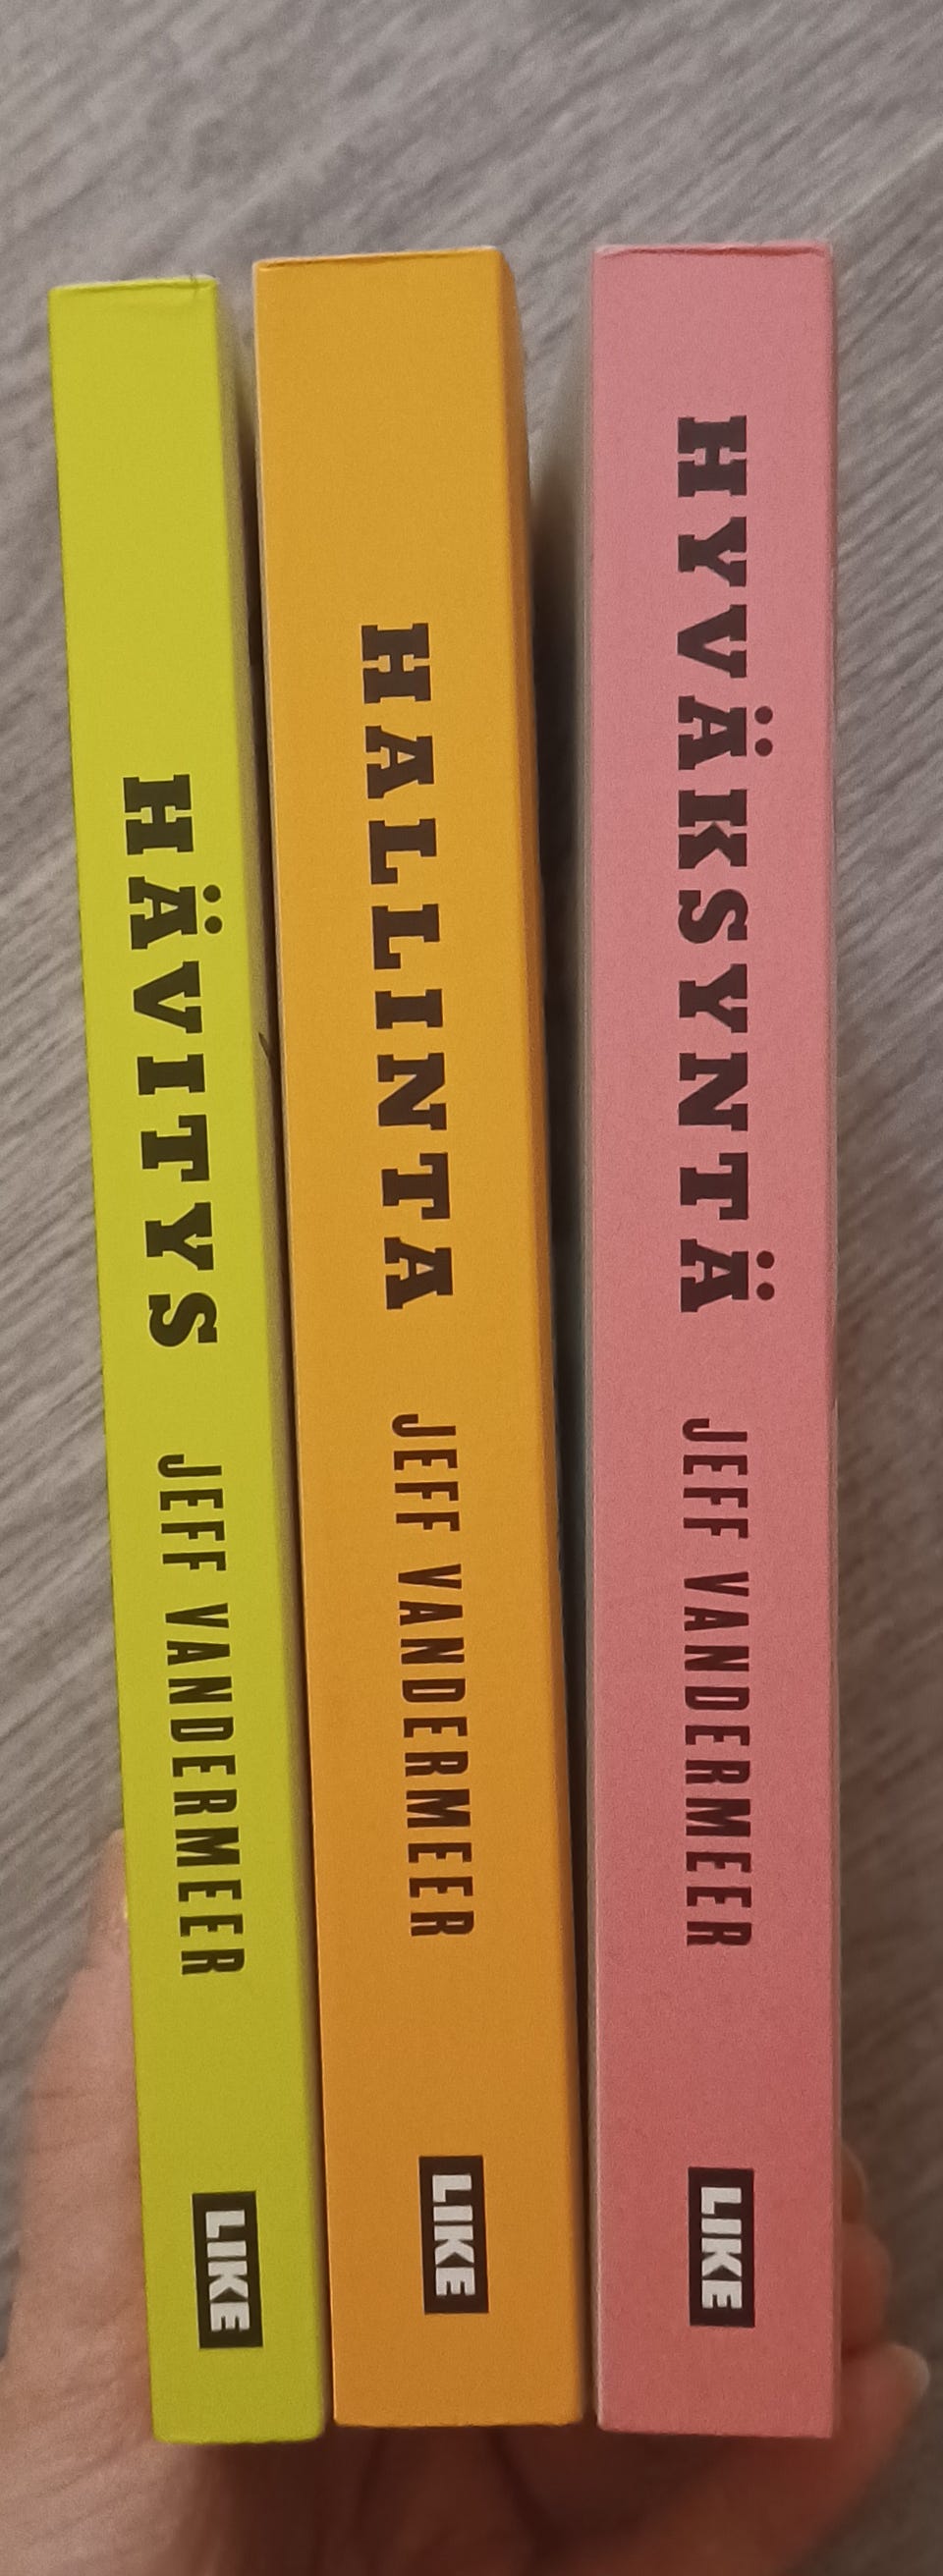 HÄVITYS JEFF VANDERMEER LIKE
HALLINTA JEFF VANDERMEER LIKE
HYVÄKSYNTÄ JEFF VANDERMEER LIKE